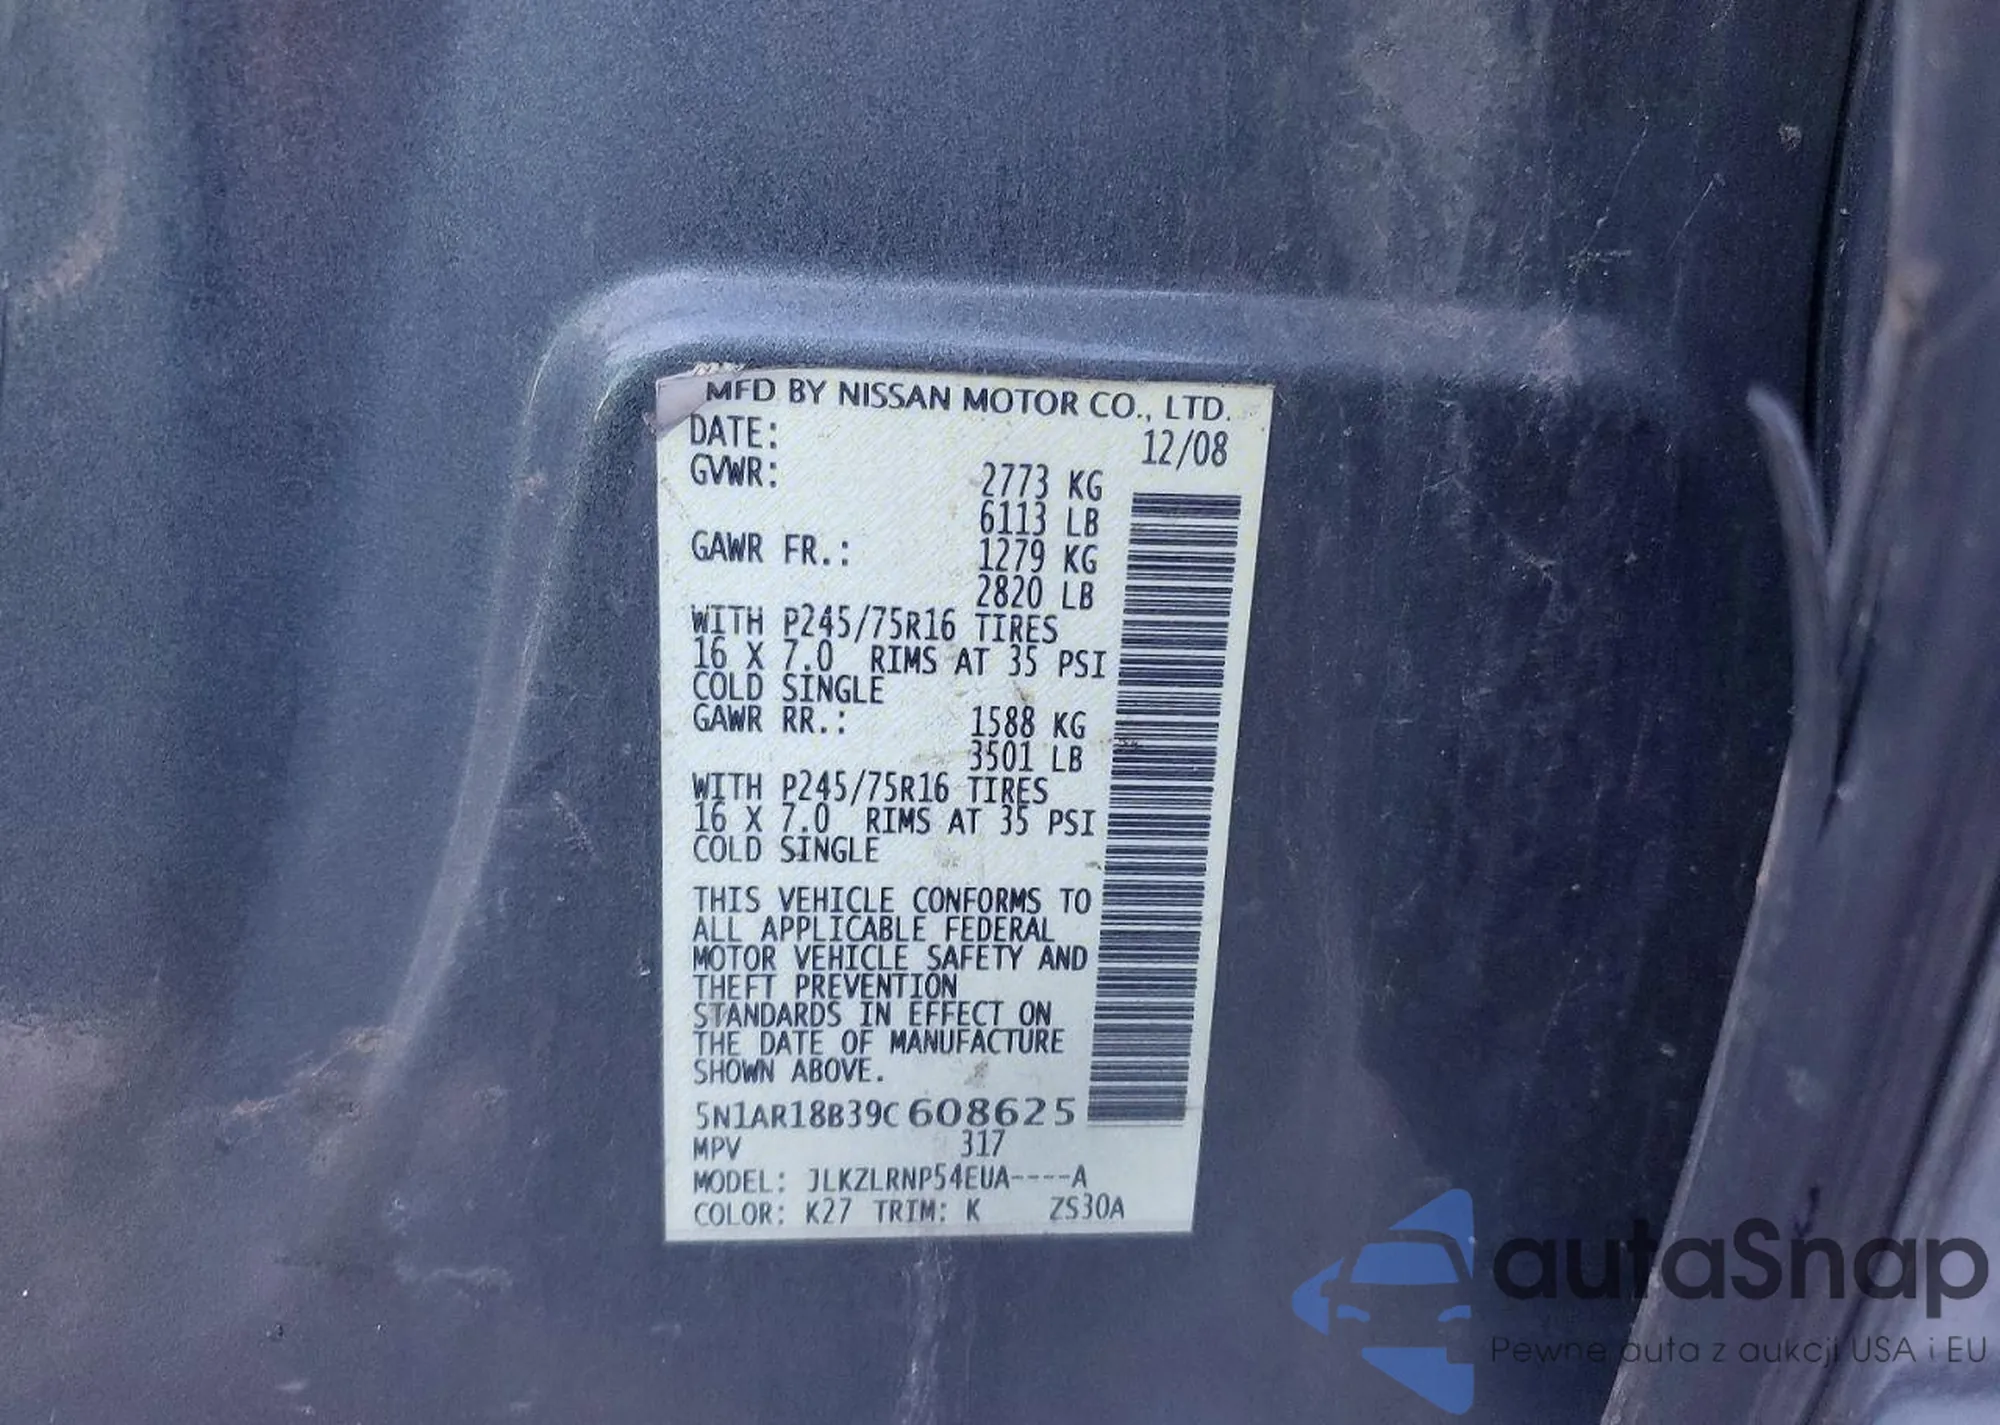 MFD BY NISSAN MOTOR CO., LTD.
DATE: 12/08
GVWR: 2773 KG
6113 LB
GAWR FR.: 1279 KG
2820 LB
WITH P245/75R16 TIRES
16 X 7.0 RIMS AT 35 PSI
COLD SINGLE
GAWR RR.: 1588 KG
3501 LB
WITH P245/75R16 TIRES
16 X 7.0 RIMS AT 35 PSI
COLD SINGLE
THIS VEHICLE CONFORMS TO
ALL APPLICABLE FEDERAL
MOTOR VEHICLE SAFETY AND
THEFT PREVENTION
STANDARDS IN EFFECT ON
THE DATE OF MANUFACTURE
SHOWN ABOVE.
5N1AR18B39C608625
MPV 317
MODEL: JLKZLRNP54EUA----A
COLOR: K27 TRIM: K ZS30A
autaSnap
Pewne auta z aukcji USA i EU